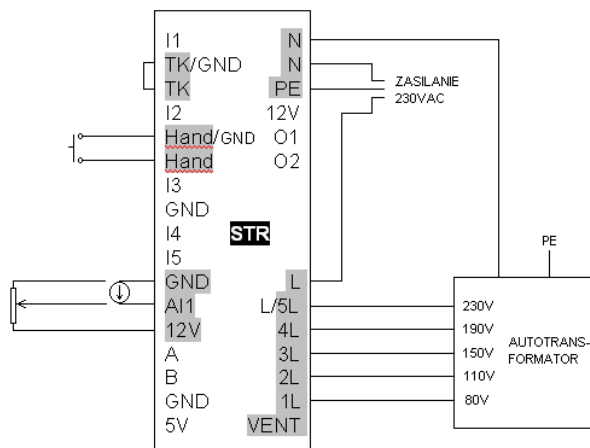 I1
TK/GND
TK
I2
Hand/GND
Hand
I3
GND
I4
I5
GND
AI1
12V
A
B
GND
5V
STR
N
N
PE
12V
O1
O2
L
L/5L
4L
3L
2L
1L
VENT
ZASILANIE
230VAC
PE
230V
190V
150V
110V
80V
AUTOTRANS-
FORMATOR